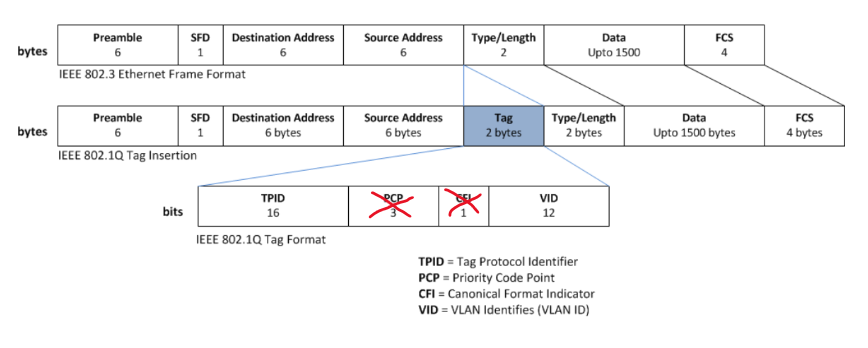 bytes Preamble SFD Destination Address Source Address Type/Length Data FCS
6 1 6 6 2 Upto 1500 4
IEEE 802.3 Ethernet Frame Format
bytes Preamble SFD Destination Address Source Address Tag Type/Length Data FCS
6 1 6 bytes 6 bytes 2 bytes 2 bytes Upto 1500 bytes 4 bytes
IEEE 802.1Q Tag Insertion
bits TPID PCP CFI VID
16 3 1 12
IEEE 802.1Q Tag Format
TPID = Tag Protocol Identifier
PCP = Priority Code Point
CFI = Canonical Format Indicator
VID = VLAN Identifies (VLAN ID)